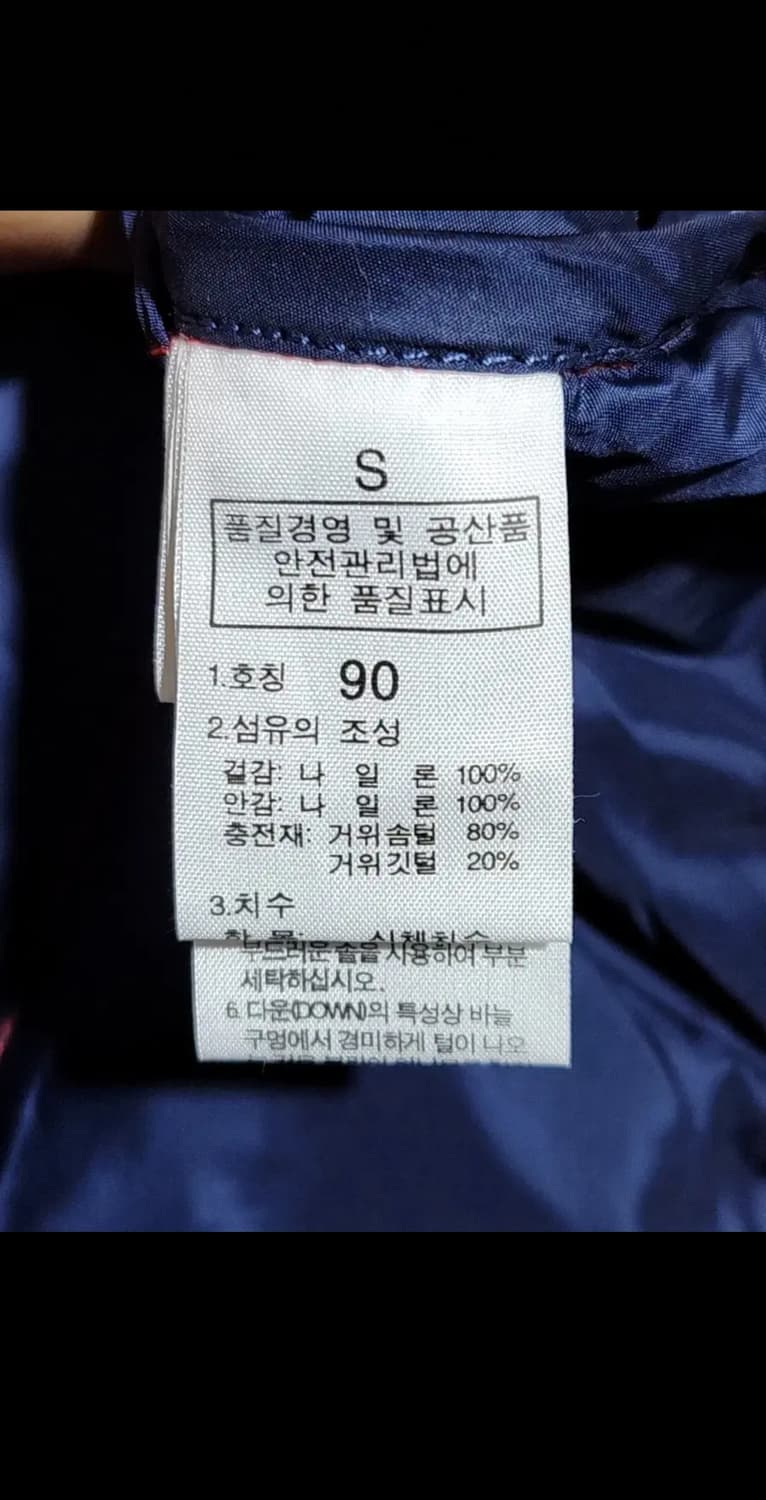 S
품질경영 및 공산품
안전관리법에
의한 품질표시
1.호칭 90
2.섬유의 조성
겉감: 나 일 론 100%
안감: 나 일 론 100%
충전재: 거위솜털 80%
거위깃털 20%
3.치수
부드러운 솔을 사용하여 부분
세탁하십시오.
6. 다운(DOWN)의 특성상 바늘
구멍에서 경미하게 털이 나오